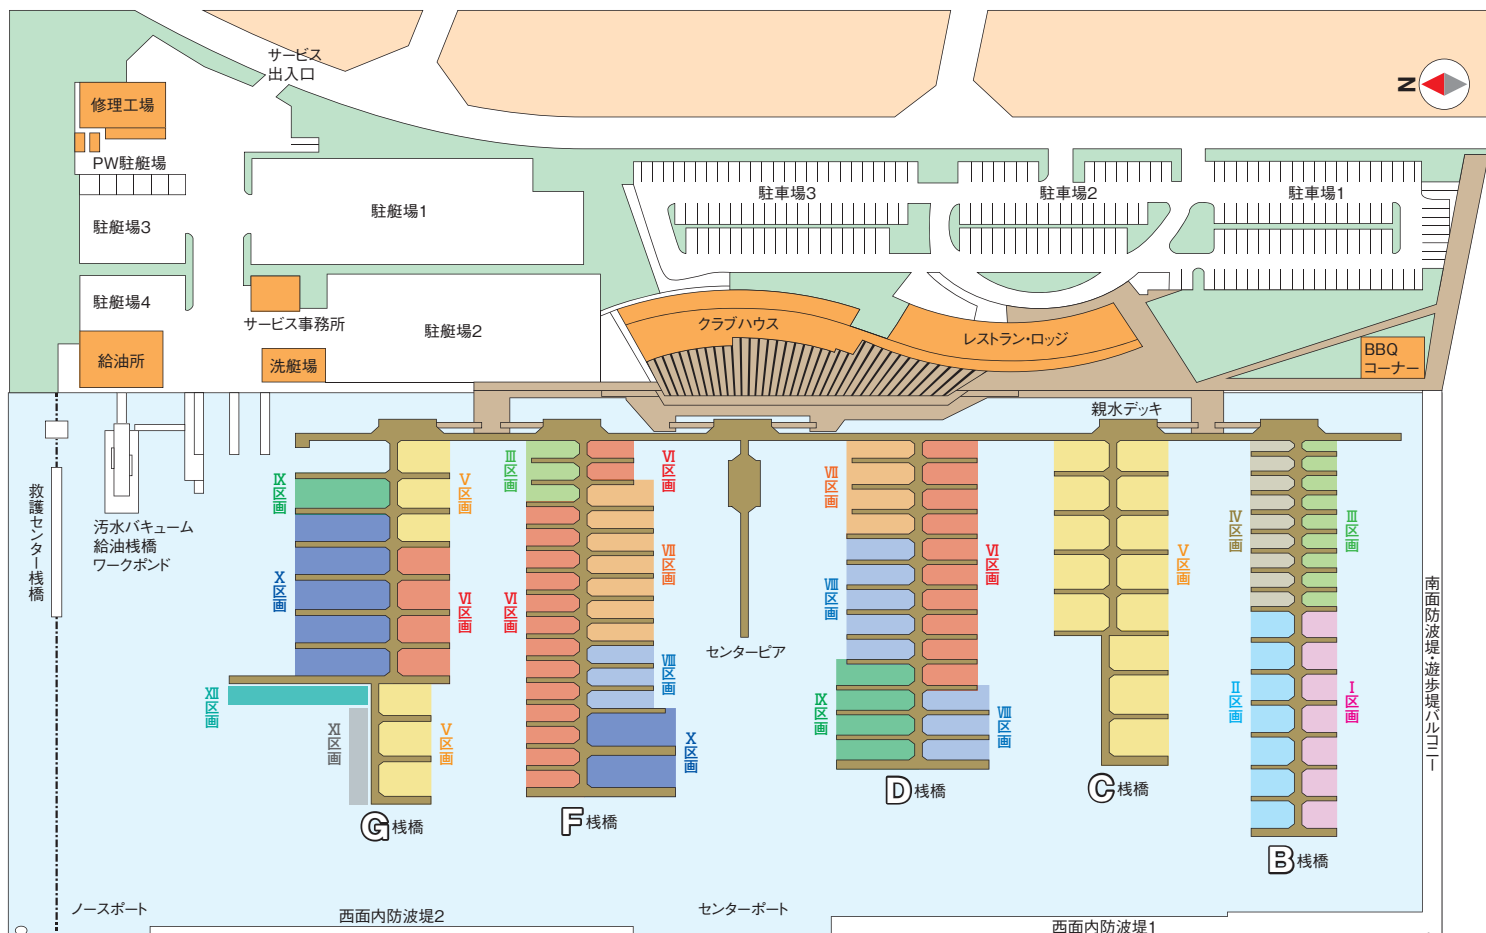 サービス
出入口
N
修理工場
PW駐艇場
駐艇場3
駐艇場4
給油所
駐艇場1
サービス事務所
洗艇場
駐艇場2
駐車場3
駐車場2
駐車場1
クラブハウス
レストラン・ロッジ
BBQ
コーナー
親水デッキ
救護センター桟橋
汚水バキューム
給油桟橋
ワークポンド
Ⅸ区画
Ⅴ区画
Ⅹ区画
Ⅵ区画
Ⅻ区画
Ⅺ区画
Ⅴ区画
G桟橋
Ⅲ区画
Ⅵ区画
Ⅶ区画
Ⅵ区画
Ⅷ区画
Ⅹ区画
F桟橋
センターピア
Ⅶ区画
Ⅵ区画
Ⅷ区画
Ⅸ区画
Ⅷ区画
D桟橋
Ⅴ区画
C桟橋
Ⅳ区画
Ⅲ区画
Ⅱ区画
Ⅰ区画
B桟橋
南面防波堤・遊歩堤バルコニー
ノースポート
西面内防波堤2
センターポート
西面内防波堤1